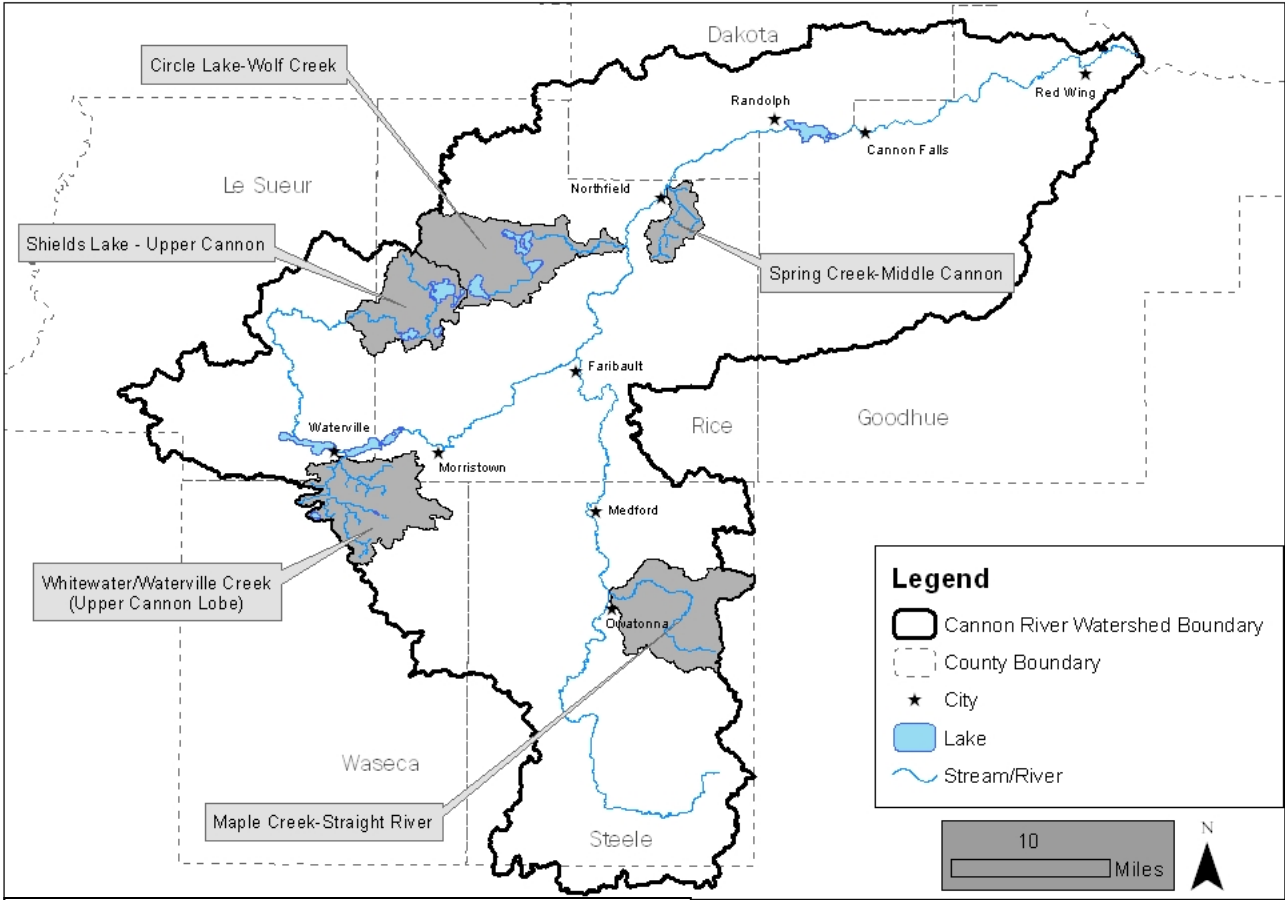 Dakota
Circle Lake-Wolf Creek
Red Wing
Randolph
Cannon Falls
Le Sueur
Northfield
Shields Lake - Upper Cannon
Spring Creek-Middle Cannon
Faribault
Rice
Goodhue
Waterville
Morristown
Medford
Whitewater/Waterville Creek
(Upper Cannon Lobe)
Owatonna
Legend
Cannon River Watershed Boundary
County Boundary
City
Lake
Stream/River
Waseca
Maple Creek-Straight River
Steele
10
Miles
N